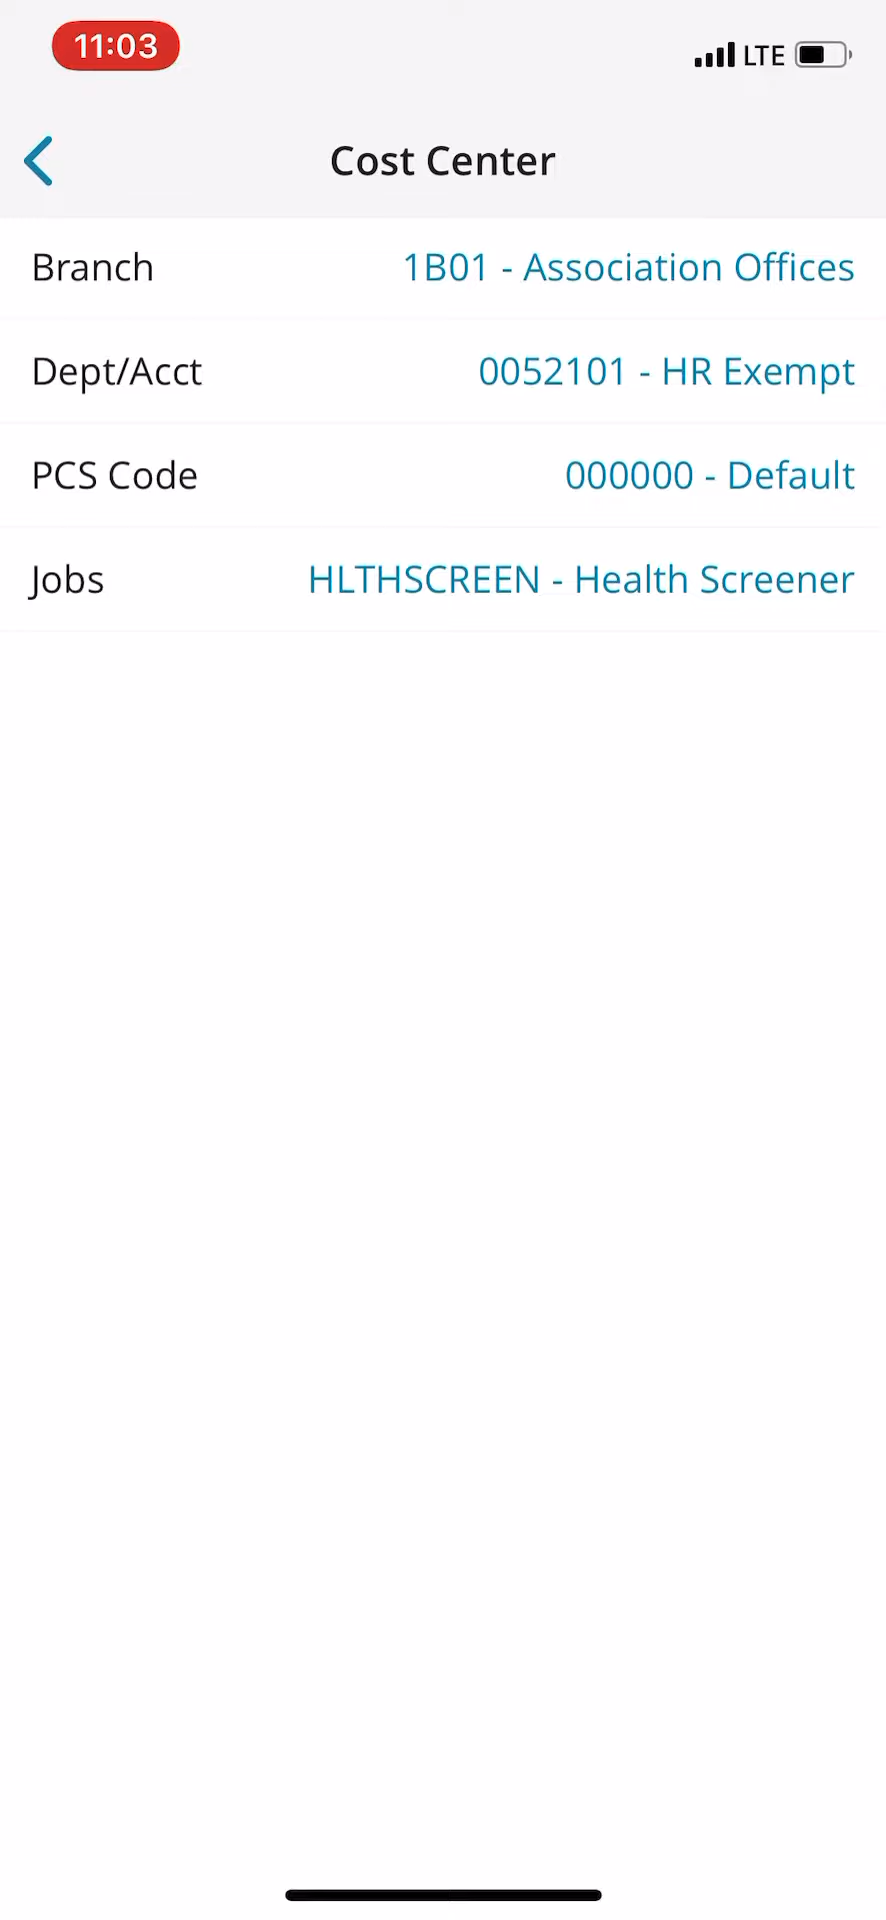 11:03 LTE
Cost Center
Branch 1B01 - Association Offices
Dept/Acct 0052101 - HR Exempt
PCS Code 000000 - Default
Jobs HLTHSCREEN - Health Screener